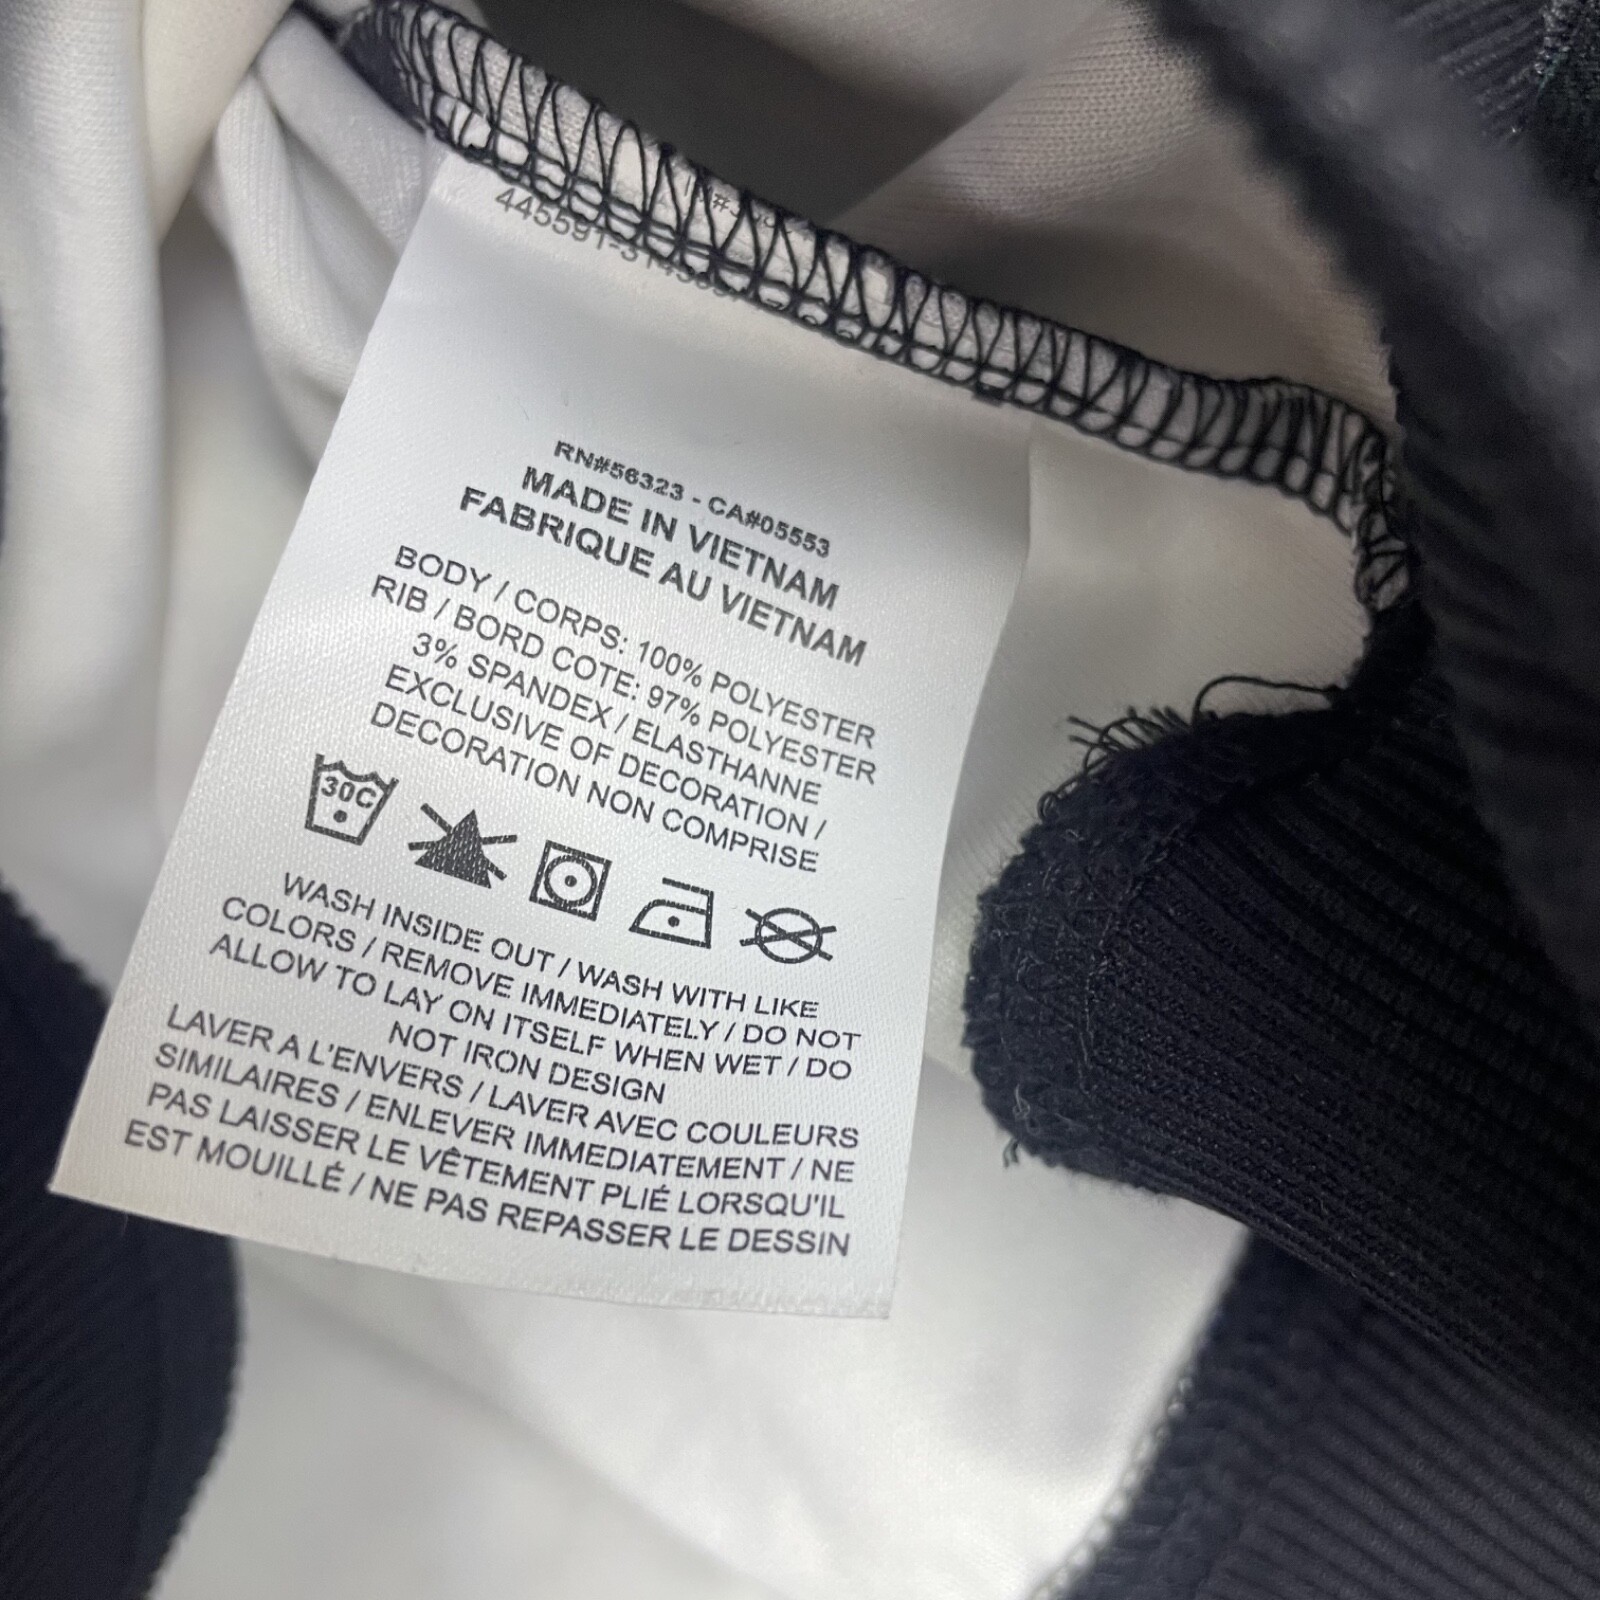 445591-
RN#56323 - CA#05553
MADE IN VIETNAM
FABRIQUE AU VIETNAM
BODY / CORPS: 100% POLYESTER
RIB / BORD COTE: 97% POLYESTER
3% SPANDEX / ELASTHANNE
EXCLUSIVE OF DECORATION /
DECORATION NON COMPRISE
30C
WASH INSIDE OUT / WASH WITH LIKE
COLORS / REMOVE IMMEDIATELY / DO NOT
ALLOW TO LAY ON ITSELF WHEN WET / DO
NOT IRON DESIGN
LAVER A L'ENVERS / LAVER AVEC COULEURS
SIMILAIRES / ENLEVER IMMEDIATEMENT / NE
PAS LAISSER LE VÊTEMENT PLIÉ LORSQU'IL
EST MOUILLÉ / NE PAS REPASSER LE DESSIN